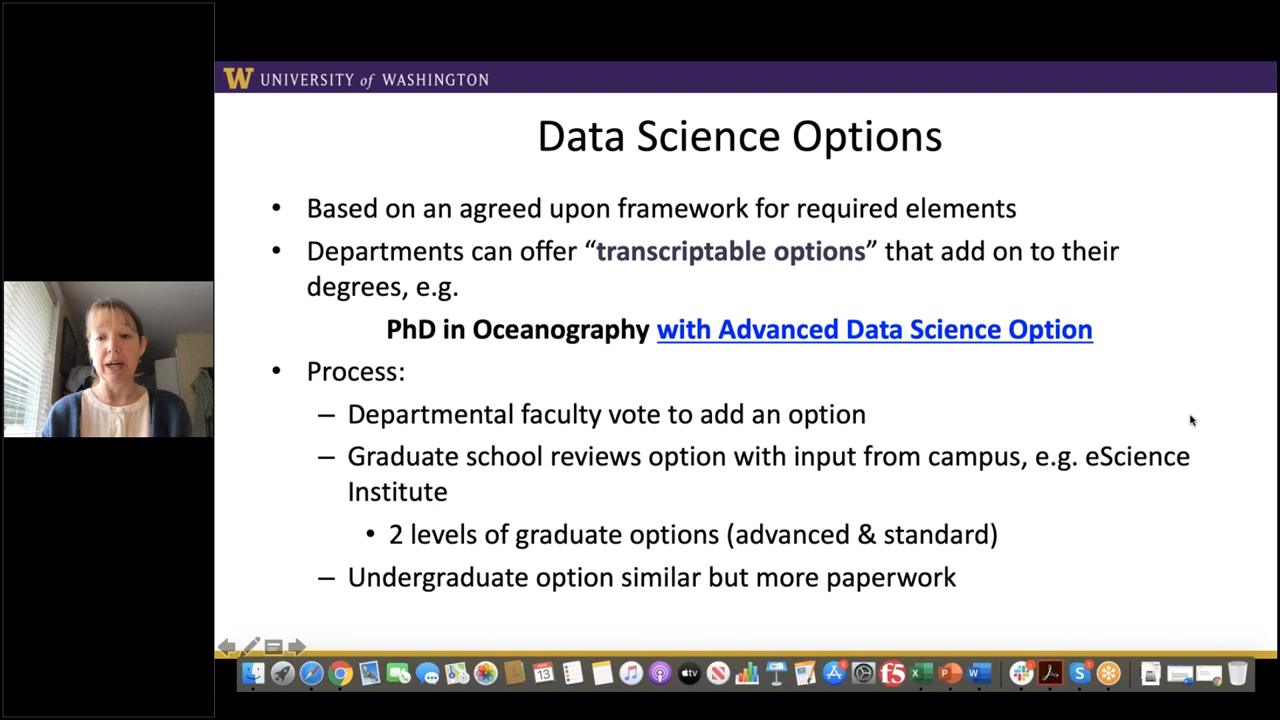 W UNIVERSITY of WASHINGTON
Data Science Options
• Based on an agreed upon framework for required elements
• Departments can offer “transcriptable options” that add on to their
degrees, e.g.
PhD in Oceanography with Advanced Data Science Option
• Process:
– Departmental faculty vote to add an option
– Graduate school reviews option with input from campus, e.g. eScience
Institute
• 2 levels of graduate options (advanced & standard)
– Undergraduate option similar but more paperwork
13 tv N f5 X P W S